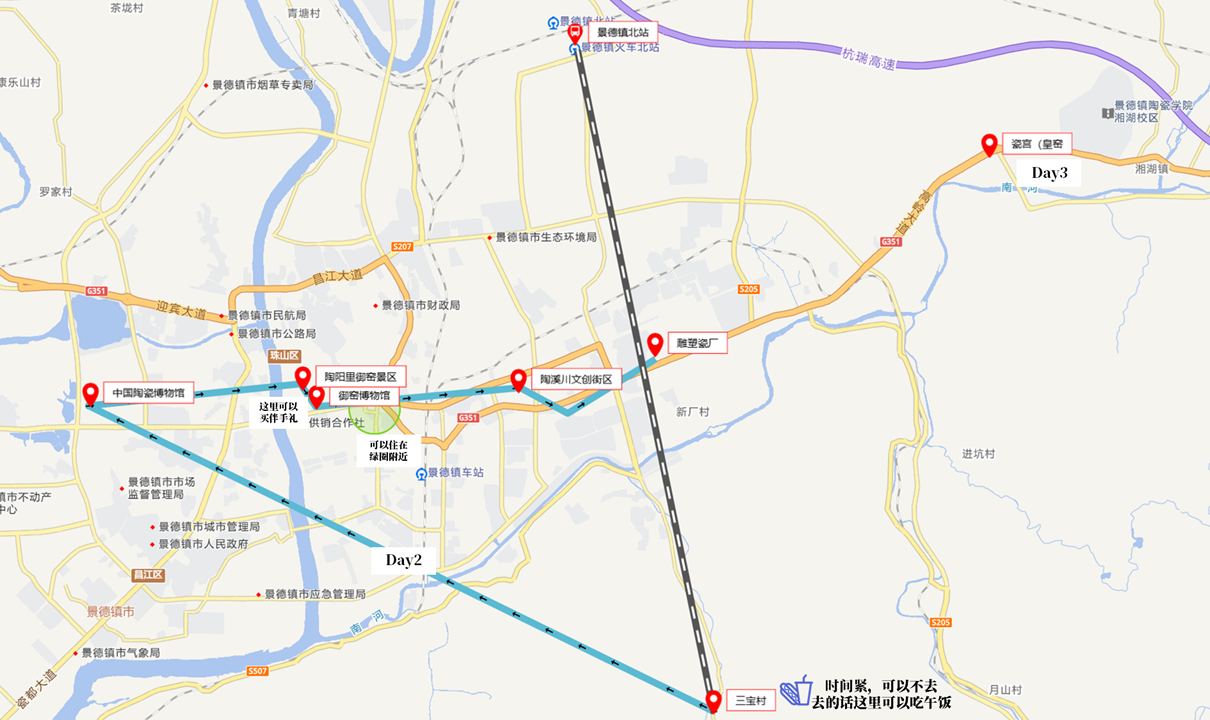 茶坑村
青塘村
景德镇北站
景德镇北站
景德镇火车北站
杭瑞高速
康乐山村
景德镇市烟草专卖局
景德镇陶瓷学院
湘湖校区
瓷宫（皇窑
Day3
湘湖镇
罗家村
南河
高岭大道
景德镇市生态环境局
S207
G351
昌江大道
G351
S205
迎宾大道
景德镇市民航局
景德镇市财政局
景德镇市公路局
雕塑瓷厂
珠山区
陶阳里御窑景区
陶溪川文创街区
中国陶瓷博物馆
御窑博物馆
这里可以
买伴手礼
供销合作社
G351
新厂村
可以住在
绿圈附近
景德镇车站
进坑村
景德镇市市场
监督管理局
市不动产
中心
景德镇市城市管理局
景德镇市人民政府
Day2
昌江区
景德镇市应急管理局
景德镇市
南河
S205
景德镇市气象局
S507
瓷都大道
三宝村
时间紧，可以不去
去的话这里可以吃午饭
月山村